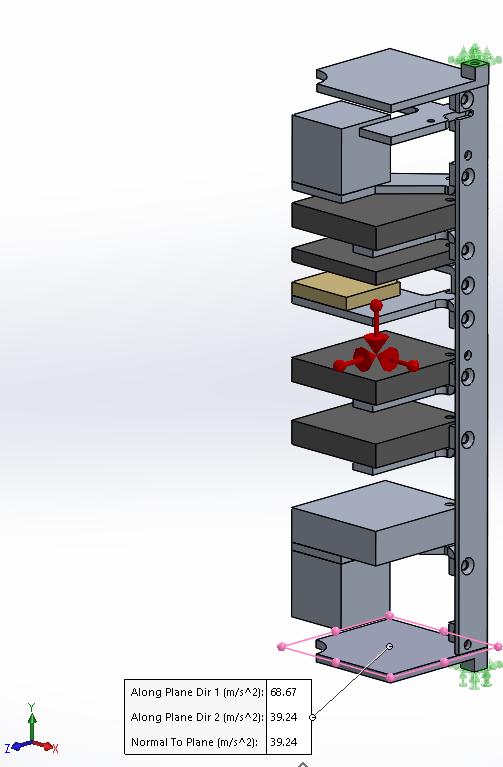 Along Plane Dir 1 (m/s^2): 68.67
Along Plane Dir 2 (m/s^2): 39.24
Normal To Plane (m/s^2): 39.24
Y
Z
X